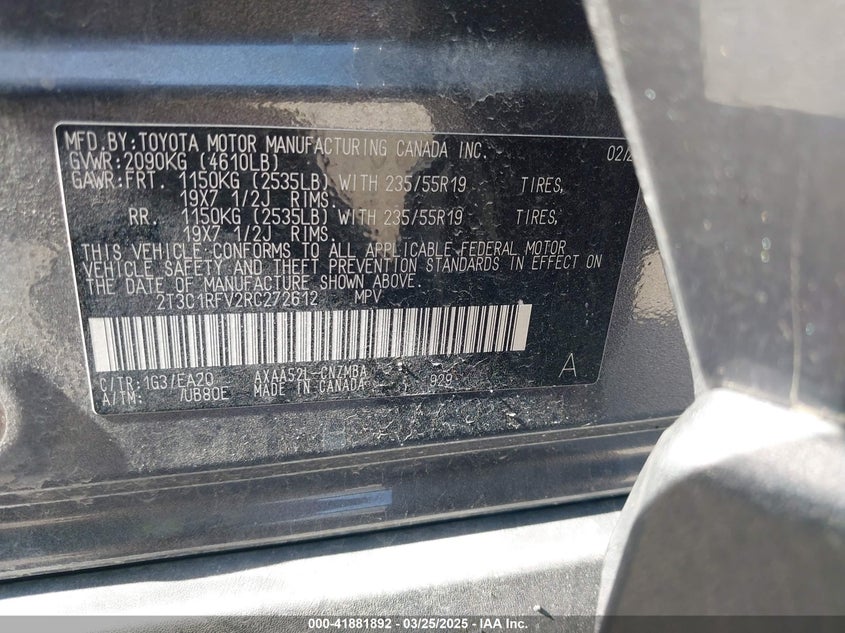 MFD.BY:TOYOTA MOTOR MANUFACTURING CANADA INC. 02/2
GVWR:2090KG (4610LB)
GAWR:FRT. 1150KG (2535LB) WITH 235/55R19 TIRES,
19X7 1/2J RIMS.
RR. 1150KG (2535LB) WITH 235/55R19 TIRES,
19X7 1/2J RIMS.
THIS VEHICLE CONFORMS TO ALL APPLICABLE FEDERAL MOTOR
VEHICLE SAFETY AND THEFT PREVENTION STANDARDS IN EFFECT ON
THE DATE OF MANUFACTURE SHOWN ABOVE.
2T3C1RFV2RC272612 MPV
C/TR:1G3/EA20 AXAA52L-CNZMBA
A/TM: /UB80E MADE IN CANADA 929 A
000-41881892 - 03/25/2025 - IAA Inc.